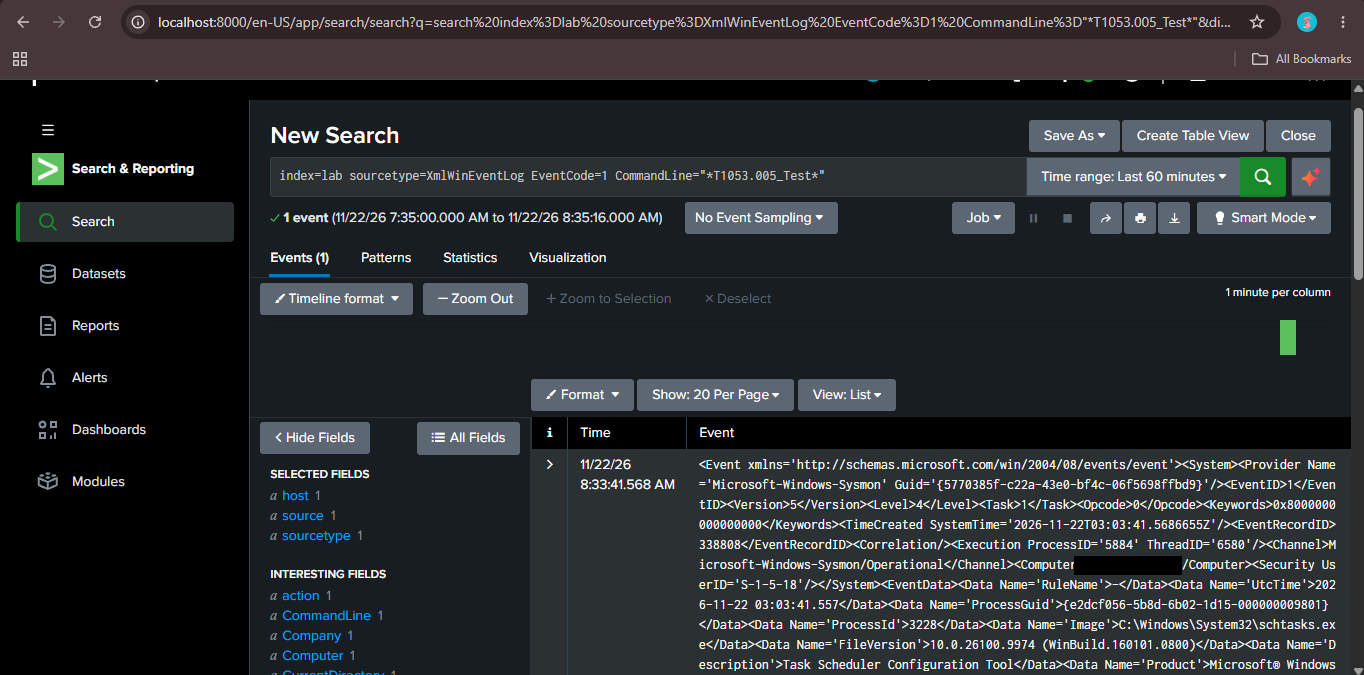 localhost:8000/en-US/app/search/search?q=search%20index%3Dlab%20sourcetype%3DXmlWinEventLog%20EventCode%3D1%20CommandLine%3D"*T1053.005_Test*"&di...
All Bookmarks
Search & Reporting
Search
Datasets
Reports
Alerts
Dashboards
Modules
New Search
Save As
Create Table View
Close
index=lab sourcetype=XmlWinEventLog EventCode=1 CommandLine="*T1053.005_Test*"
Time range: Last 60 minutes
✓ 1 event (11/22/26 7:35:00.000 AM to 11/22/26 8:35:16.000 AM)
No Event Sampling
Job
Smart Mode
Events (1)
Patterns
Statistics
Visualization
Timeline format
— Zoom Out
+ Zoom to Selection
× Deselect
1 minute per column
Format
Show: 20 Per Page
View: List
< Hide Fields
All Fields
SELECTED FIELDS
a host 1
a source 1
a sourcetype 1
INTERESTING FIELDS
a action 1
a CommandLine 1
a Company 1
a Computer 1
a CurrentDirectory 1
i
Time
Event
11/22/26
8:33:41.568 AM
<Event xmlns='http://schemas.microsoft.com/win/2004/08/events/event'><System><Provider Name
='Microsoft-Windows-Sysmon' Guid='{5770385f-c22a-43e0-bf4c-06f5698ffbd9}'/><EventID>1</Even
tID><Version>5</Version><Level>4</Level><Task>1</Task><Opcode>0</Opcode><Keywords>0x8000000
000000000</Keywords><TimeCreated SystemTime='2026-11-22T03:03:41.5686655Z'/><EventRecordID>
338808</EventRecordID><Correlation/><Execution ProcessID='5884' ThreadID='6580'/><Channel>M
icrosoft-Windows-Sysmon/Operational</Channel><Computer /Computer><Security Us
erID='S-1-5-18'/></System><EventData><Data Name='RuleName'>-</Data><Data Name='UtcTime'>202
6-11-22 03:03:41.557</Data><Data Name='ProcessGuid'>{e2dcf056-5b8d-6b02-1d15-000000009801}
</Data><Data Name='ProcessId'>3228</Data><Data Name='Image'>C:\Windows\System32\schtasks.ex
e</Data><Data Name='FileVersion'>10.0.26100.9974 (WinBuild.160101.0800)</Data><Data Name='D
escription'>Task Scheduler Configuration Tool</Data><Data Name='Product'>Microsoft® Windows